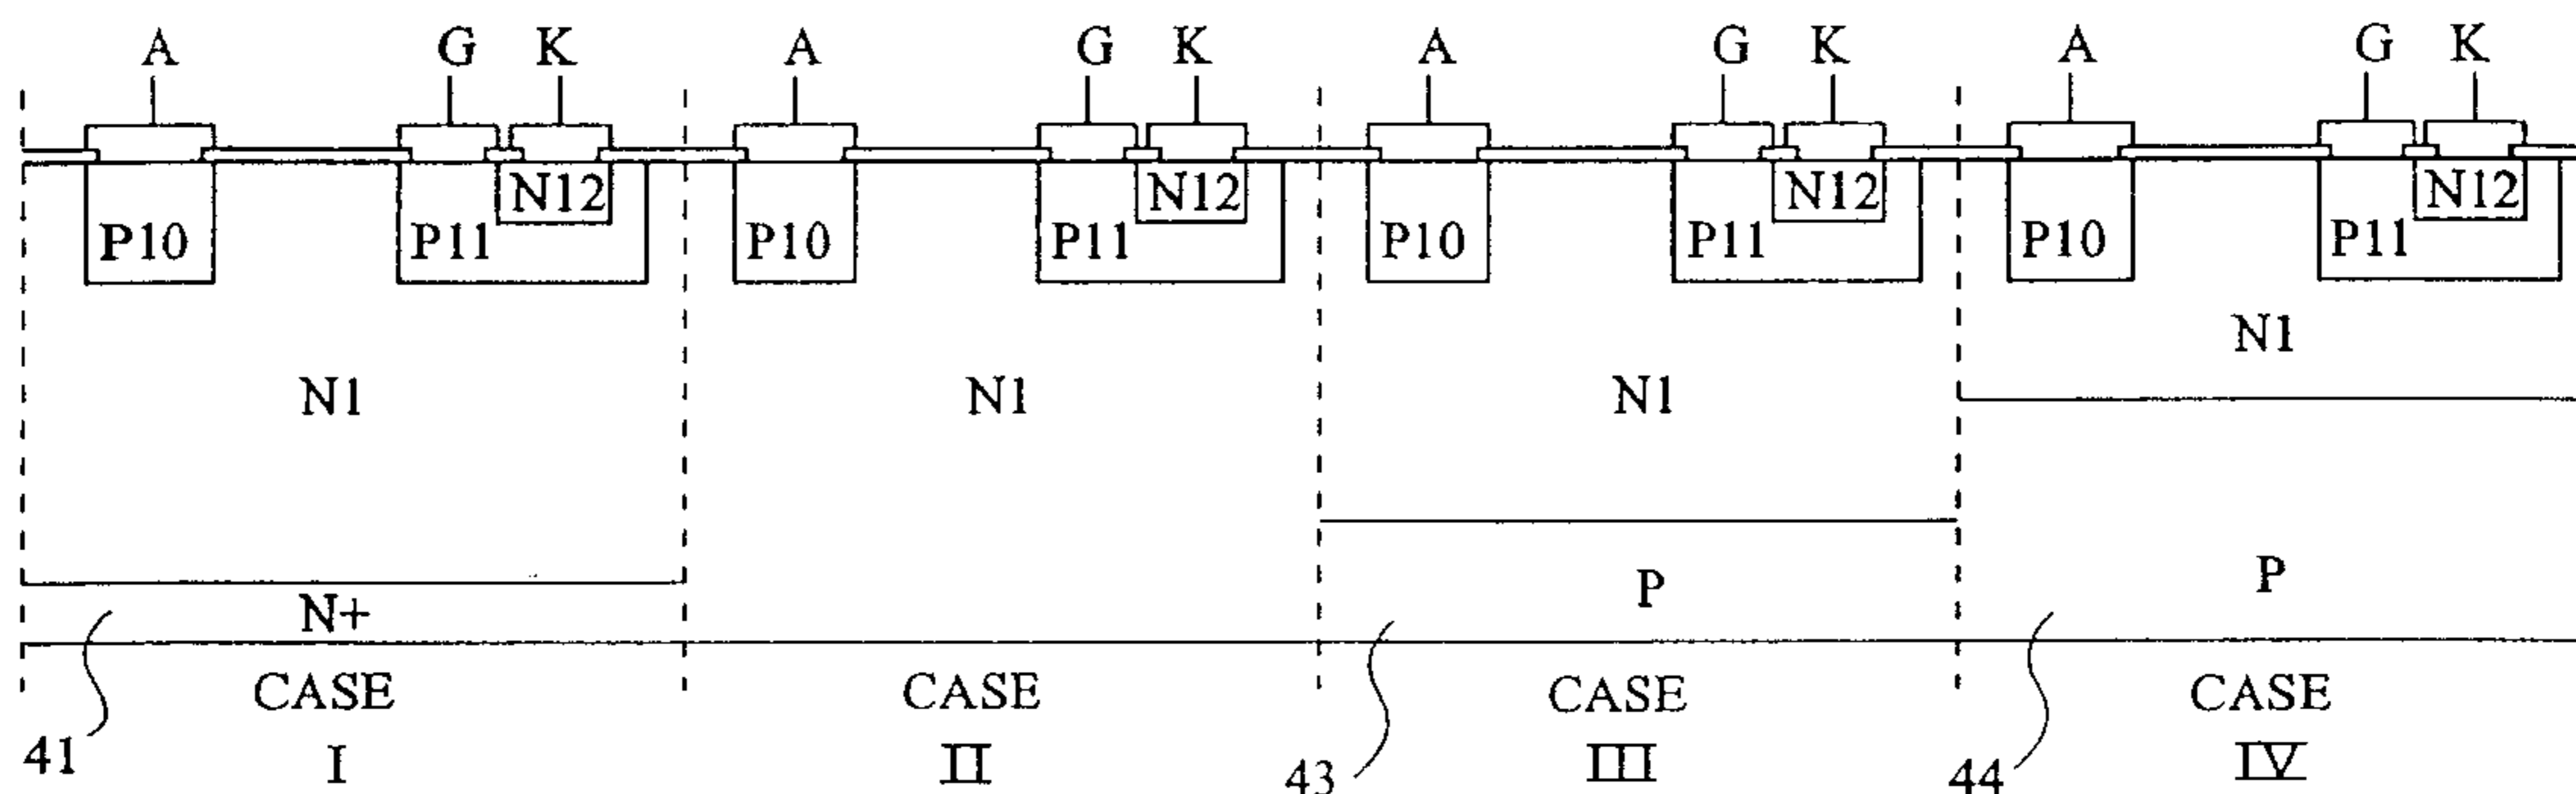 A G K A G K A G K A G K
N12 N12 N12 N12
P10 P11 P10 P11 P10 P11 P10 P11
N1
N1 N1 N1
P P
N+
CASE CASE CASE CASE
41 I II 43 III 44 IV